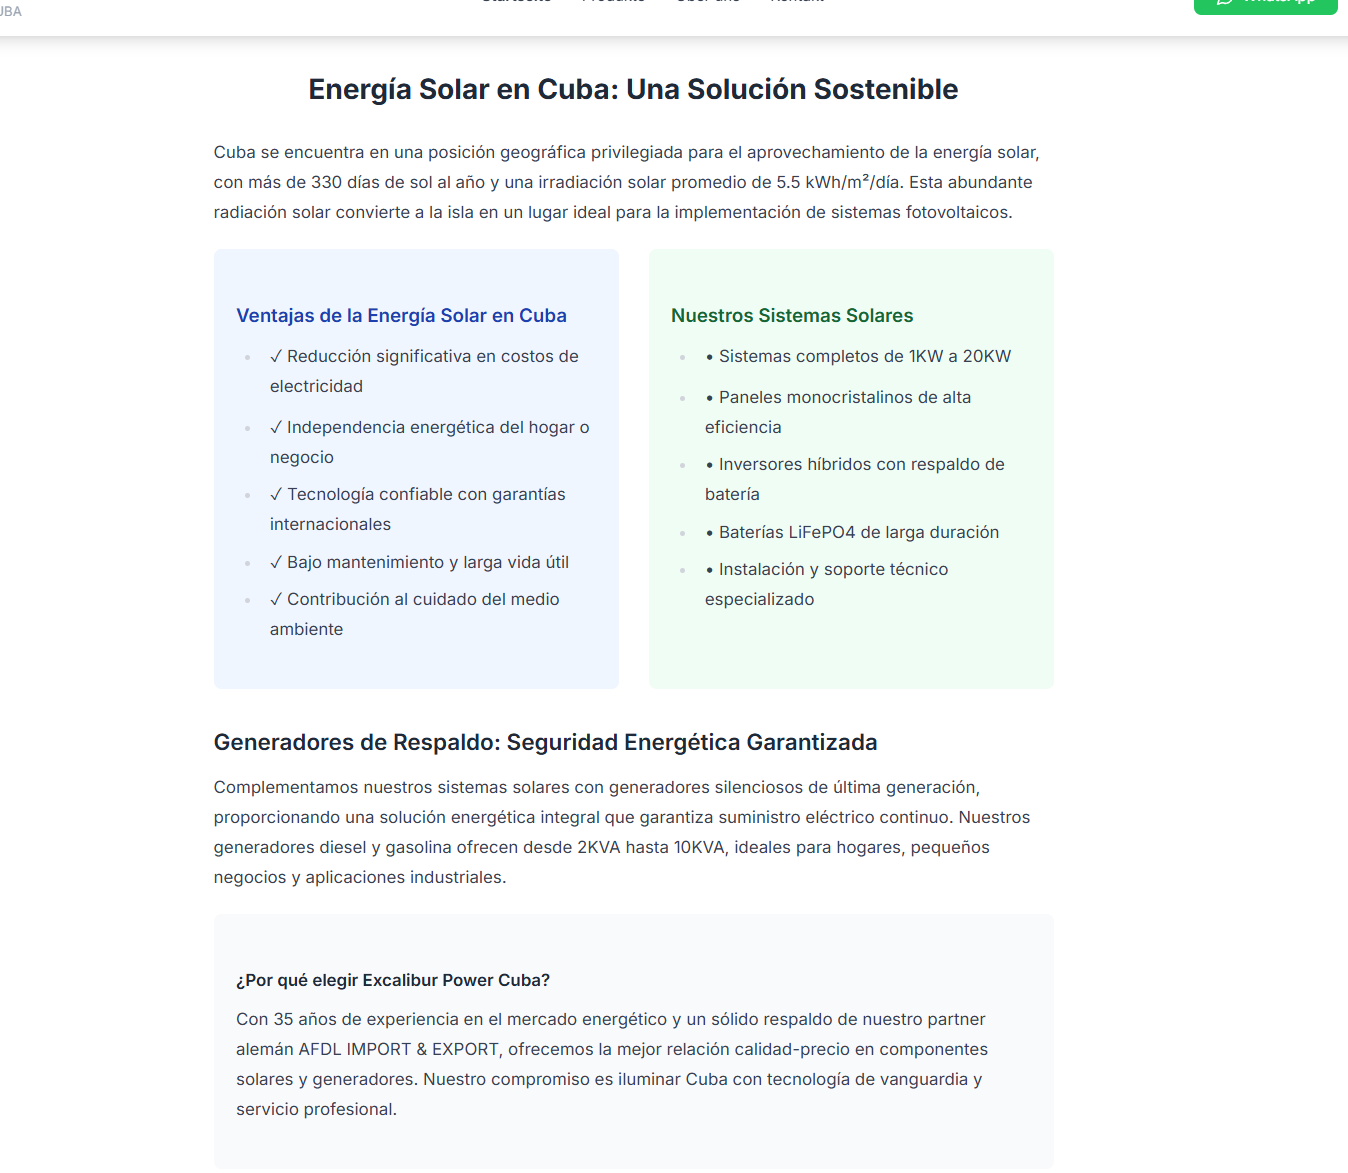 Energía Solar en Cuba: Una Solución Sostenible
Cuba se encuentra en una posición geográfica privilegiada para el aprovechamiento de la energía solar,
con más de 330 días de sol al año y una irradiación solar promedio de 5.5 kWh/m²/día. Esta abundante
radiación solar convierte a la isla en un lugar ideal para la implementación de sistemas fotovoltaicos.
Ventajas de la Energía Solar en Cuba
• ✓ Reducción significativa en costos de
electricidad
• ✓ Independencia energética del hogar o
negocio
• ✓ Tecnología confiable con garantías
internacionales
• ✓ Bajo mantenimiento y larga vida útil
• ✓ Contribución al cuidado del medio
ambiente
Nuestros Sistemas Solares
• • Sistemas completos de 1KW a 20KW
• • Paneles monocristalinos de alta
eficiencia
• • Inversores híbridos con respaldo de
batería
• • Baterías LiFePO4 de larga duración
• • Instalación y soporte técnico
especializado
Generadores de Respaldo: Seguridad Energética Garantizada
Complementamos nuestros sistemas solares con generadores silenciosos de última generación,
proporcionando una solución energética integral que garantiza suministro eléctrico continuo. Nuestros
generadores diesel y gasolina ofrecen desde 2KVA hasta 10KVA, ideales para hogares, pequeños
negocios y aplicaciones industriales.
¿Por qué elegir Excalibur Power Cuba?
Con 35 años de experiencia en el mercado energético y un sólido respaldo de nuestro partner
alemán AFDL IMPORT & EXPORT, ofrecemos la mejor relación calidad-precio en componentes
solares y generadores. Nuestro compromiso es iluminar Cuba con tecnología de vanguardia y
servicio profesional.